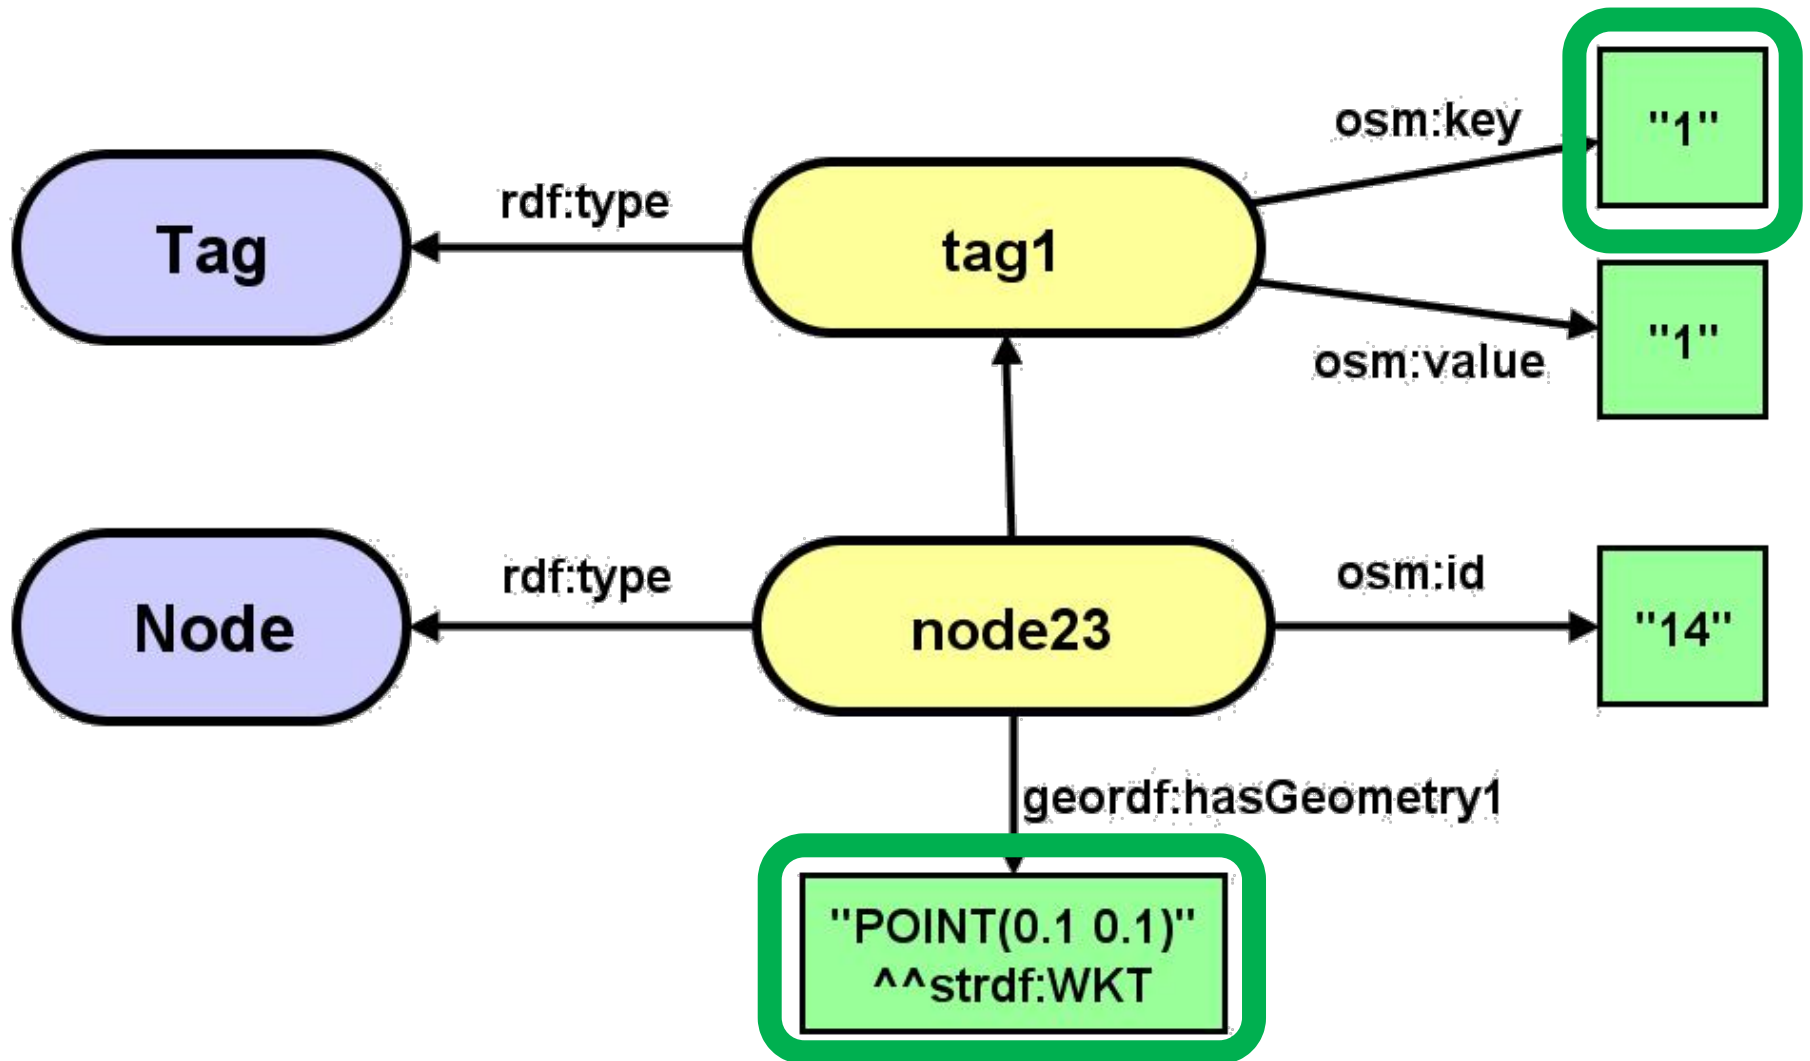 osm:key
"1"
rdf:type
Tag
tag1
osm:value
"1"
rdf:type
osm:id
Node
node23
"14"
geordf:hasGeometry1
"POINT(0.1 0.1)"
^^strdf:WKT